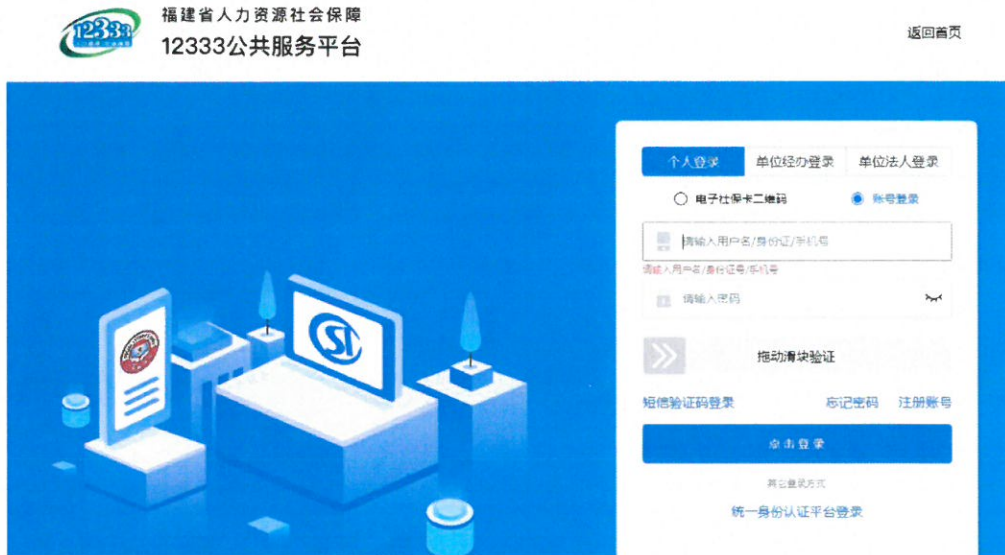 12333
福建省人力资源社会保障
12333公共服务平台
返回首页
个人登录 单位经办登录 单位法人登录
电子社保卡二维码 账号登录
请输入用户名/身份证/手机号
请输入用户名/身份证号/手机号
请输入密码
拖动滑块验证
短信验证码登录 忘记密码 注册账号
点击登录
其它登录方式
统一身份认证平台登录